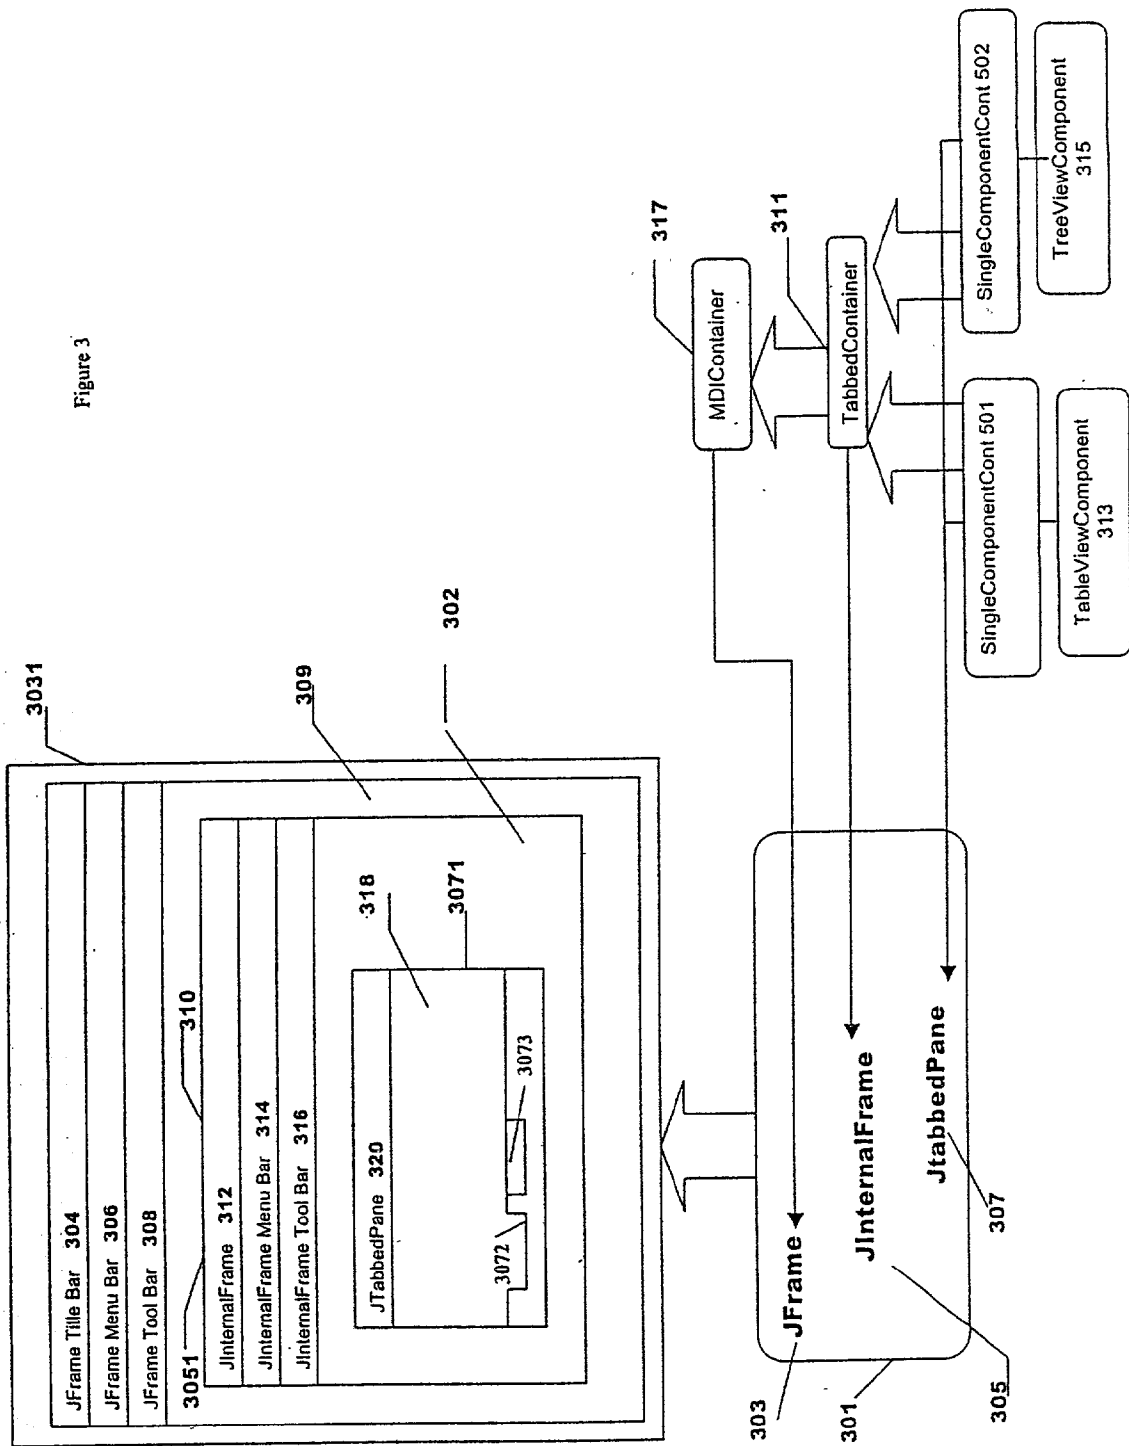 Figure 3
3031
JFrame Title Bar 304
JFrame Menu Bar 306
JFrame Tool Bar 308
3051
310
309
302
JInternalFrame 312
JInternalFrame Menu Bar 314
JInternalFrame Tool Bar 316
318
3071
JTabbedPane 320
3072
3073
303
JFrame
301
JInternalFrame
305
JtabbedPane
307
317
MDIContainer
311
TabbedContainer
SingleComponentCont 501
TableViewComponent
313
SingleComponentCont 502
TreeViewComponent
315